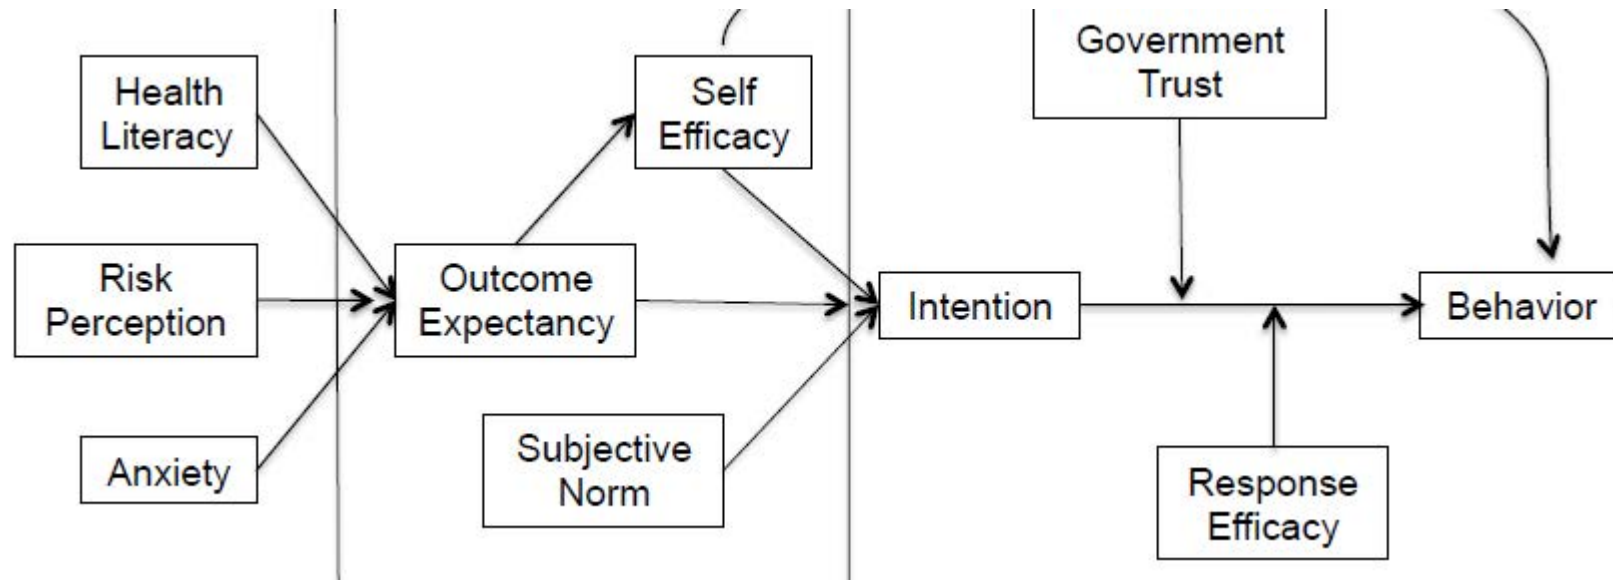 Health
Literacy
Self
Efficacy
Government
Trust
Risk
Perception
Outcome
Expectancy
Intention
Behavior
Anxiety
Subjective
Norm
Response
Efficacy